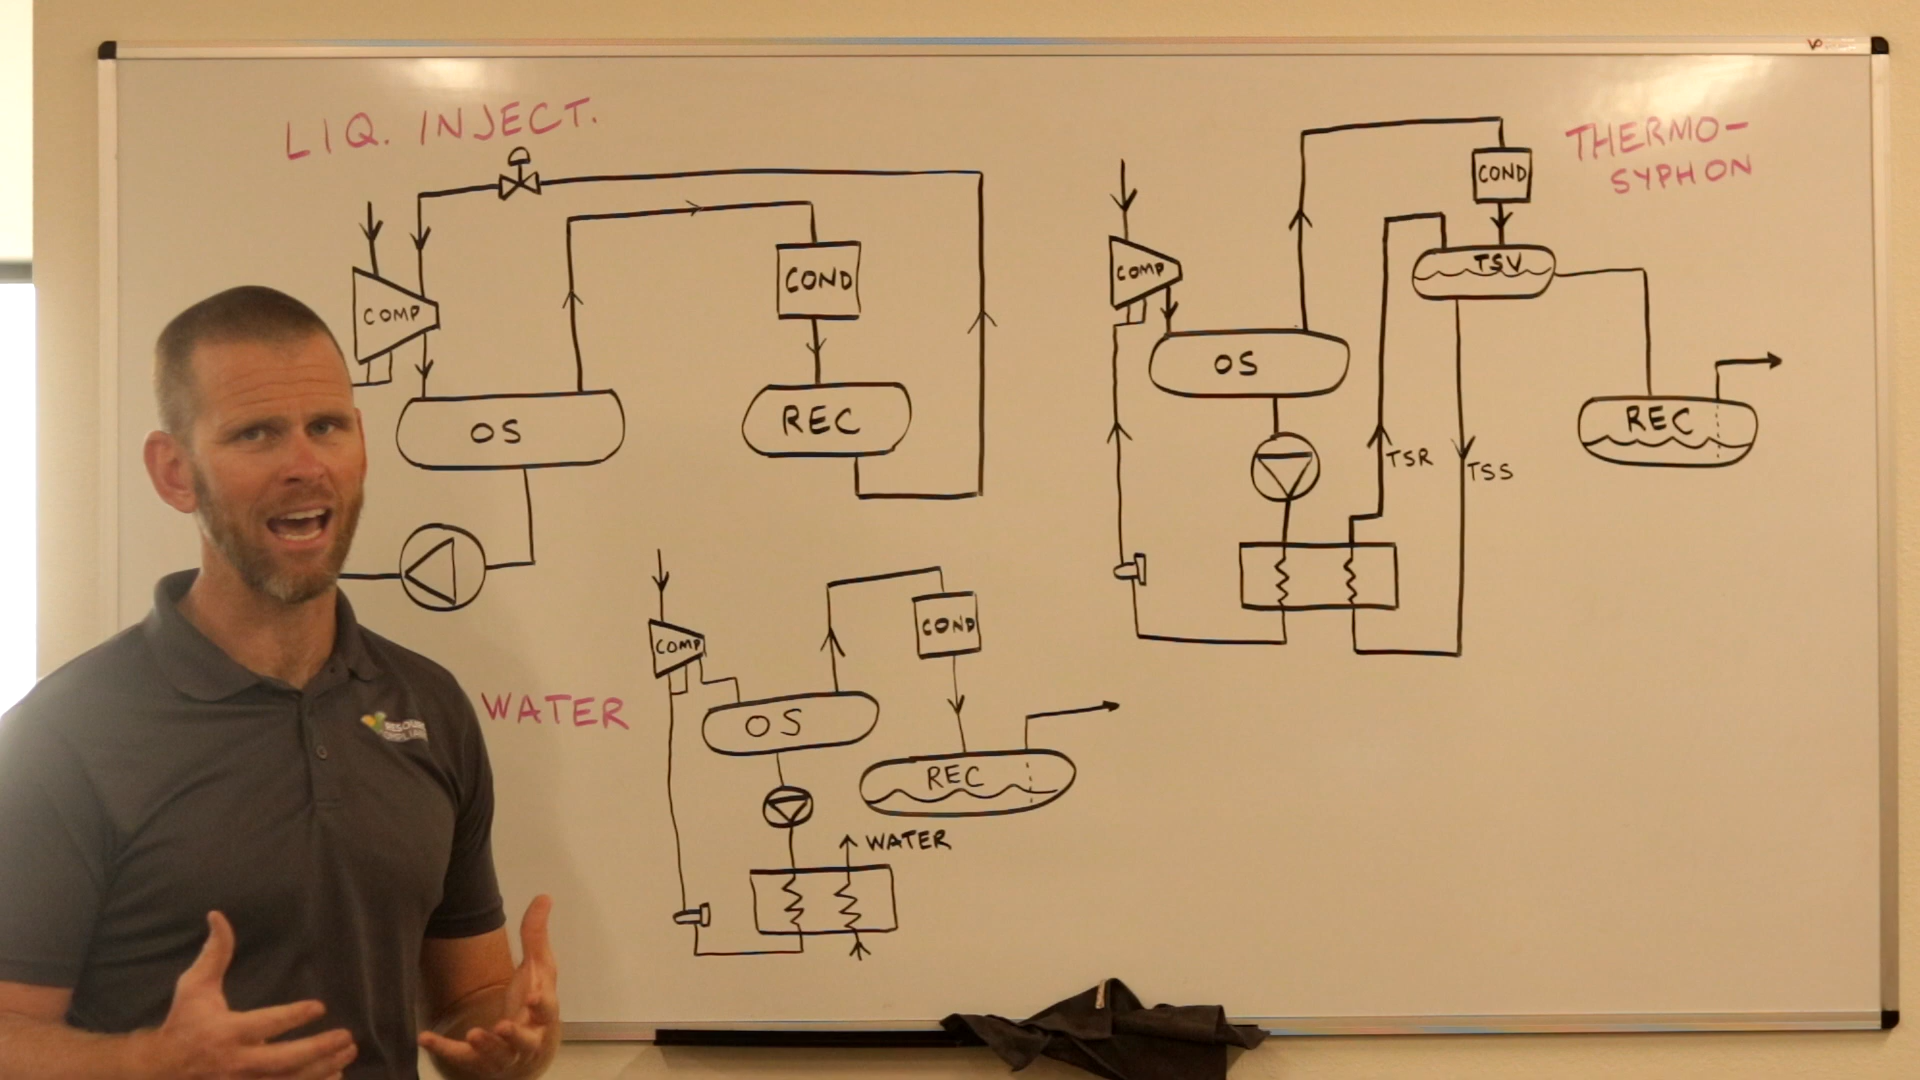 LIQ. INJECT.
COMP
OS
COND
REC
THERMO-
SYPHON
COMP
COND
TSV
OS
REC
TSR
TSS
WATER
COMP
OS
COND
REC
WATER